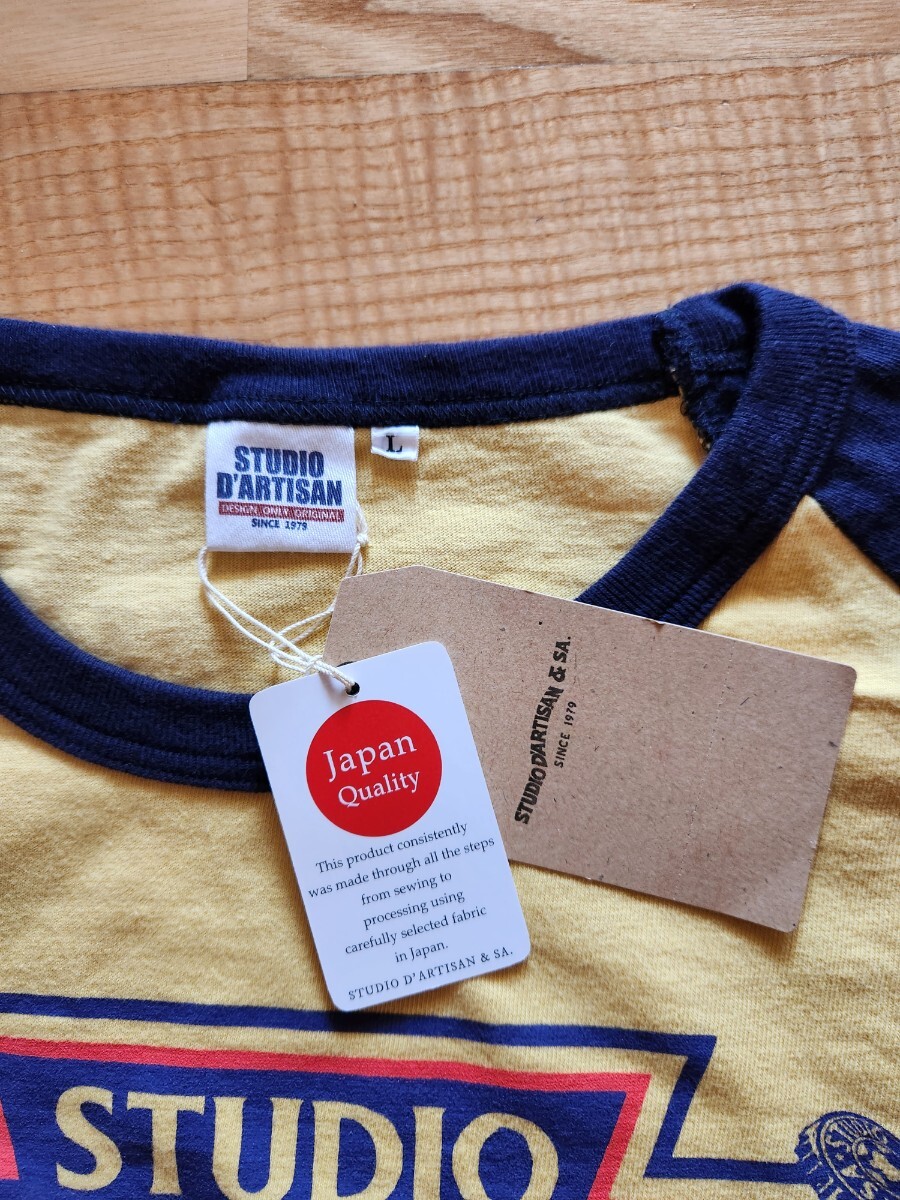 STUDIO
D'ARTISAN
DESIGN ONLY ORIGINAL
SINCE 1979
L
STUDIO D'ARTISAN & SA.
SINCE 1979
Japan
Quality
This product consistently
was made through all the steps
from sewing to
processing using
carefully selected fabric
in Japan.
STUDIO D'ARTISAN & SA.
STUDIO